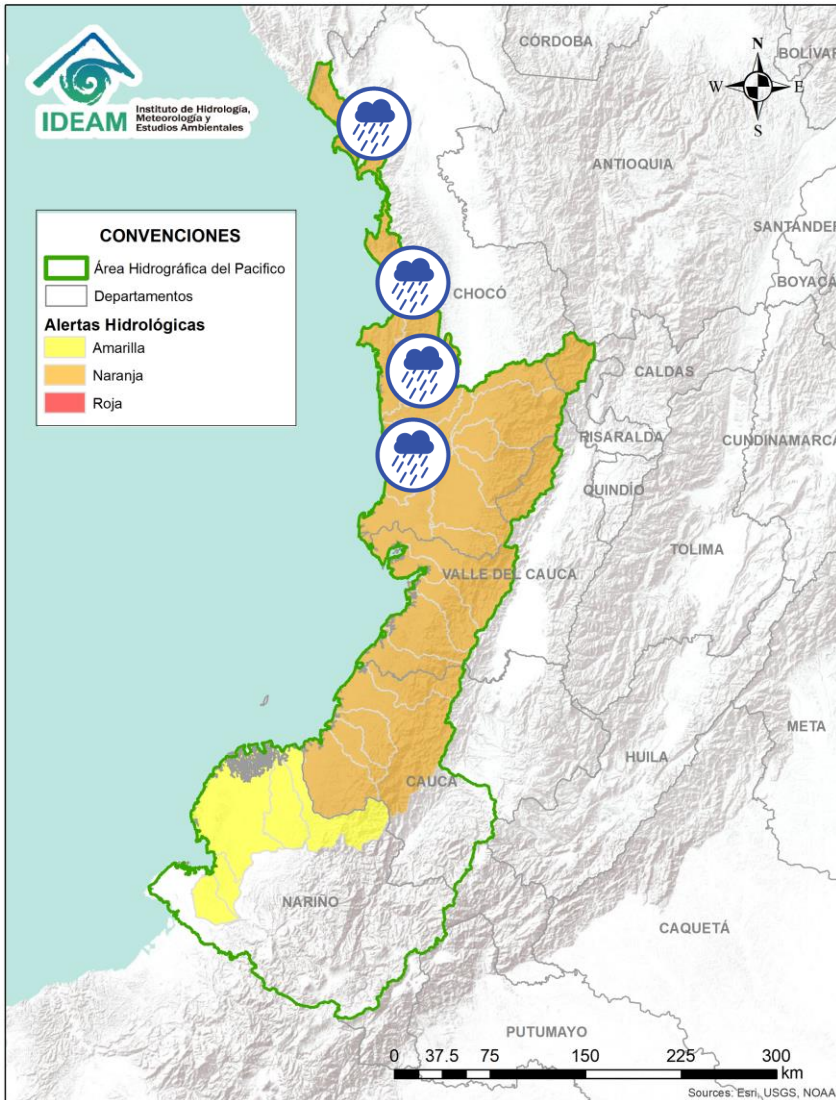 IDEAM
Instituto de Hidrología,
Meteorología y
Estudios Ambientales
CÓRDOBA
BOLÍVAR
N
W
E
S
ANTIOQUIA
SANTANDER
BOYACÁ
CONVENCIONES
Área Hidrográfica del Pacifico
Departamentos
Alertas Hidrológicas
Amarilla
Naranja
Roja
CHOCÓ
CALDAS
RISARALDA
CUNDINAMARCA
QUINDÍO
TOLIMA
VALLE DEL CAUCA
META
HUILA
CAUCA
NARIÑO
CAQUETÁ
PUTUMAYO
0 37.5 75 150 225 300
km
Sources: Esri, USGS, NOAA